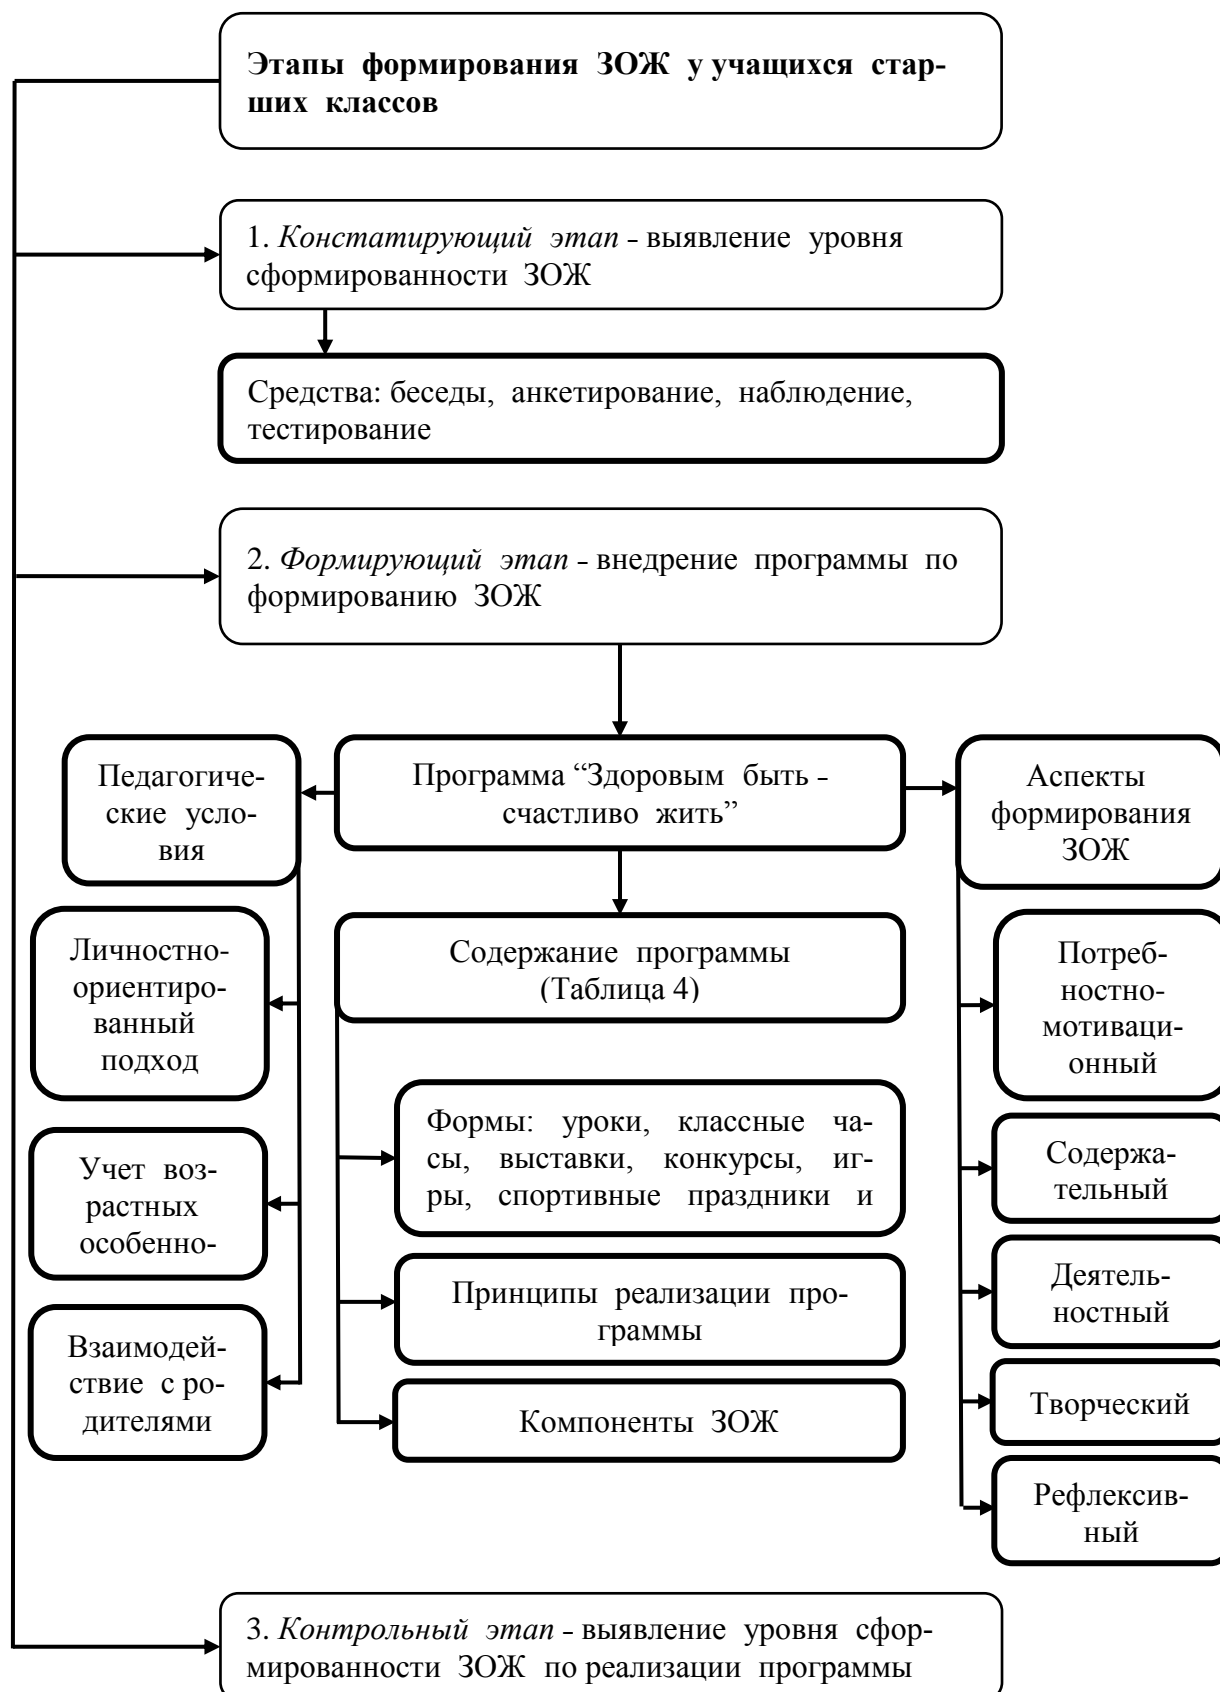 Этапы формирования ЗОЖ у учащихся стар-
ших классов
1. Констатирующий этап - выявление уровня
сформированности ЗОЖ
Средства: беседы, анкетирование, наблюдение,
тестирование
2. Формирующий этап - внедрение программы по
формированию ЗОЖ
Педагогиче-
ские усло-
вия
Программа “Здоровым быть -
счастливо жить”
Аспекты
формирования
ЗОЖ
Личностно-
ориентиро-
ванный
подход
Содержание программы
(Таблица 4)
Потреб-
ностно-
мотиваци-
онный
Формы: уроки, классные ча-
сы, выставки, конкурсы, иг-
ры, спортивные праздники и
Содержа-
тельный
Учет воз-
растных
особенно-
Принципы реализации про-
граммы
Деятель-
ностный
Взаимодей-
ствие с ро-
дителями
Компоненты ЗОЖ
Творческий
Рефлексив-
ный
3. Контрольный этап - выявление уровня сфор-
мированности ЗОЖ по реализации программы